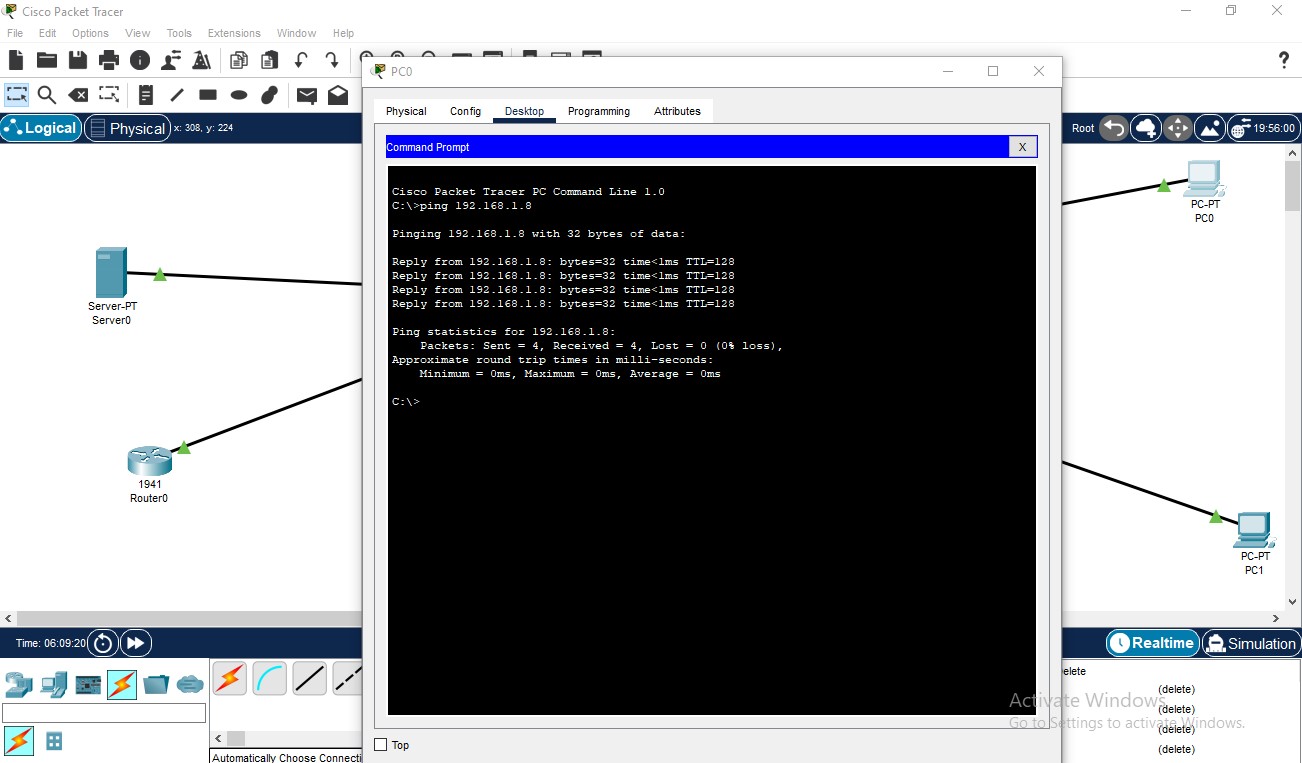 Cisco Packet Tracer
File Edit Options View Tools Extensions Window Help
PC0
Physical Config Desktop Programming Attributes
Logical Physical x: 308, y: 224
Root 19:56:00
Command Prompt X
Cisco Packet Tracer PC Command Line 1.0
C:\>ping 192.168.1.8
Pinging 192.168.1.8 with 32 bytes of data:
Reply from 192.168.1.8: bytes=32 time<1ms TTL=128
Reply from 192.168.1.8: bytes=32 time<1ms TTL=128
Reply from 192.168.1.8: bytes=32 time<1ms TTL=128
Reply from 192.168.1.8: bytes=32 time<1ms TTL=128
Ping statistics for 192.168.1.8:
Packets: Sent = 4, Received = 4, Lost = 0 (0% loss),
Approximate round trip times in milli-seconds:
Minimum = 0ms, Maximum = 0ms, Average = 0ms
C:\>
Server-PT
Server0
1941
Router0
PC-PT
PC0
PC-PT
PC1
Time: 06:09:20
Realtime Simulation
(delete)
(delete)
(delete)
(delete)
Activate Windows
Go to Settings to activate Windows.
Top
Automatically Choose